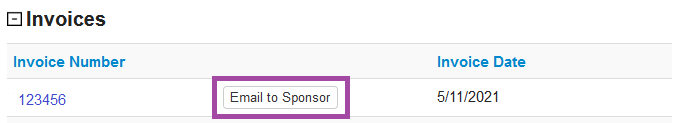 Invoices
Invoice Number Invoice Date
123456 Email to Sponsor 5/11/2021